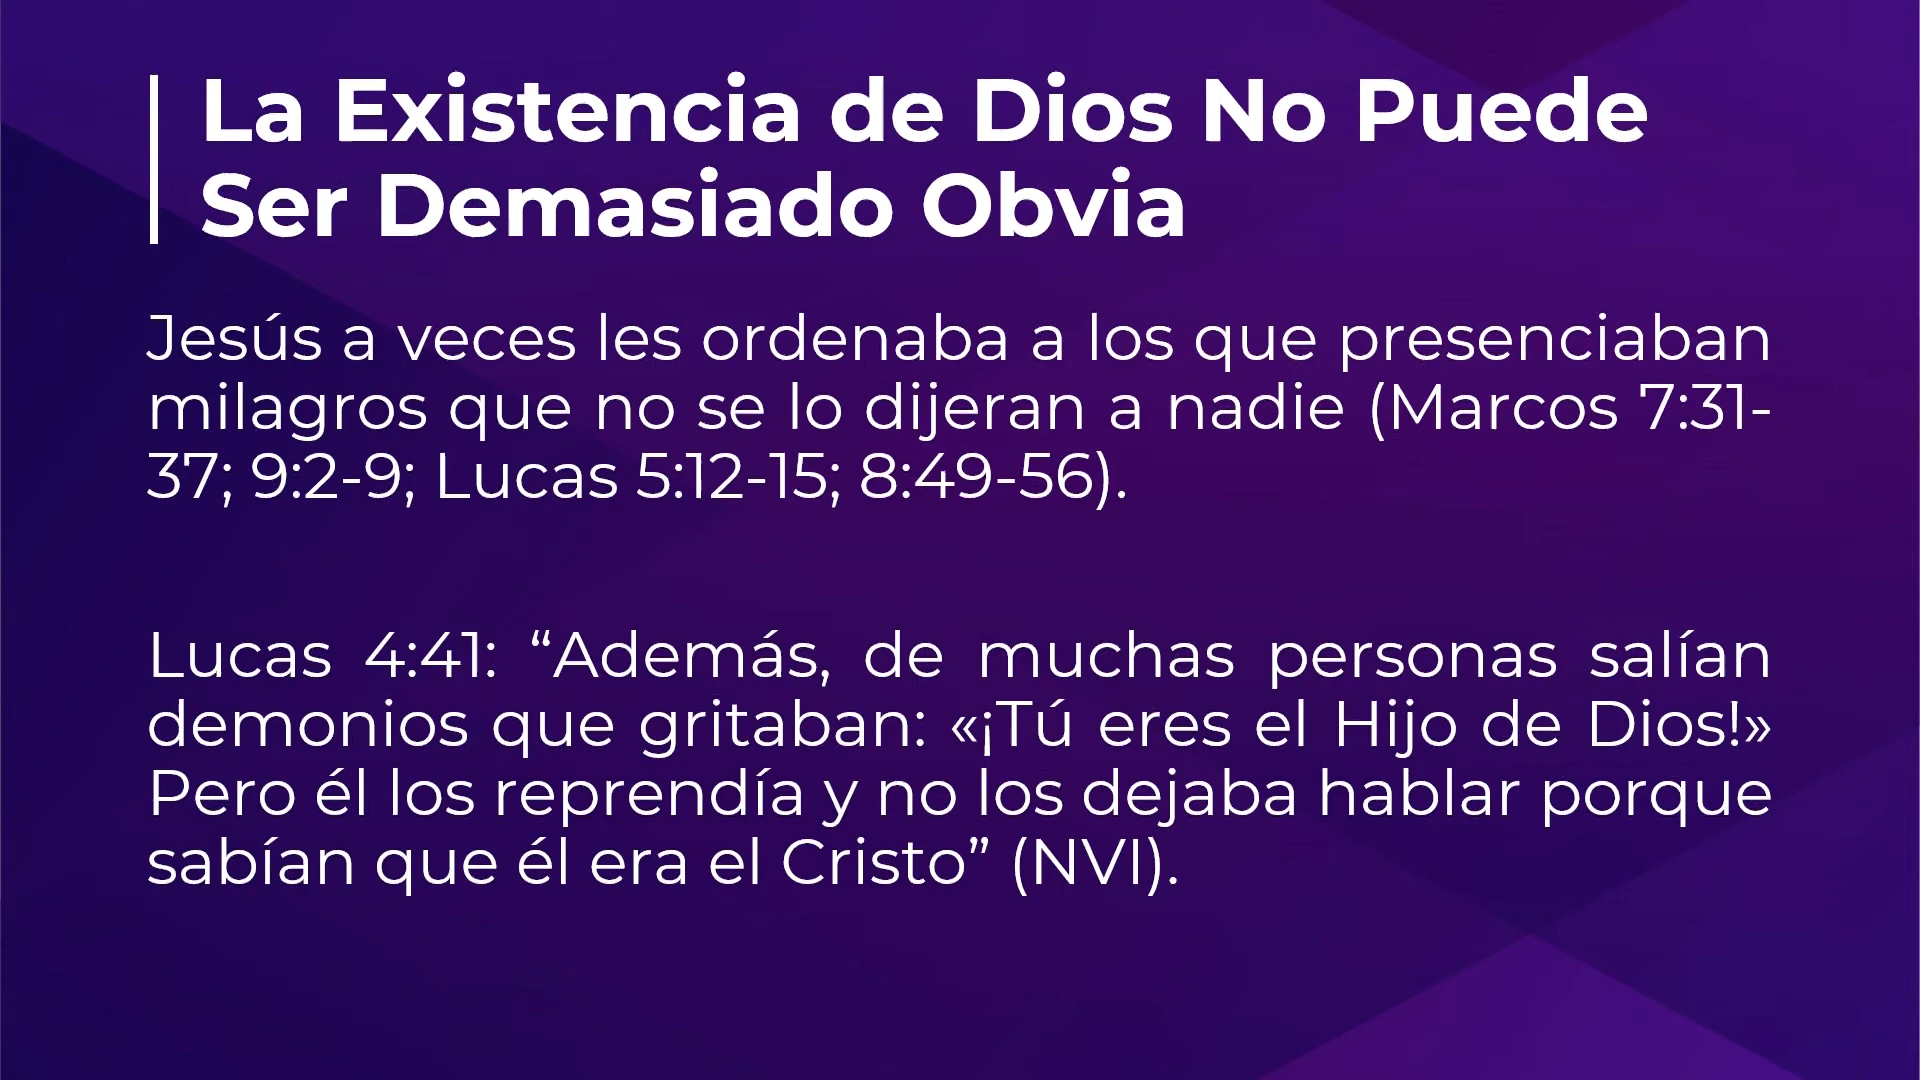 La Existencia de Dios No Puede
Ser Demasiado Obvia
Jesús a veces les ordenaba a los que presenciaban
milagros que no se lo dijeran a nadie (Marcos 7:31-
37; 9:2-9; Lucas 5:12-15; 8:49-56).
Lucas 4:41: “Además, de muchas personas salían
demonios que gritaban: «¡Tú eres el Hijo de Dios!»
Pero él los reprendía y no los dejaba hablar porque
sabían que él era el Cristo” (NVI).